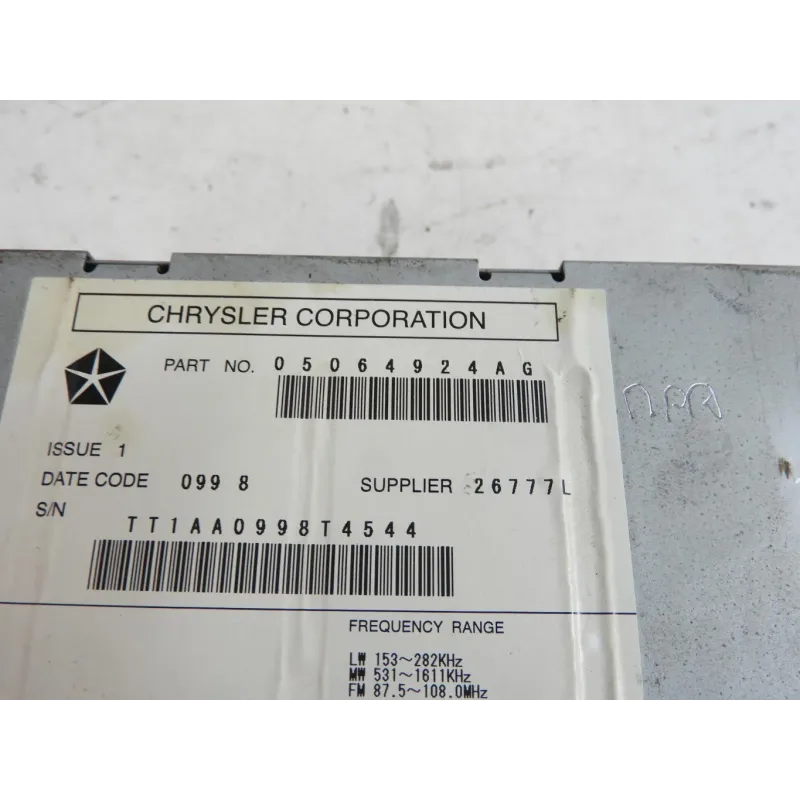 CHRYSLER CORPORATION
PART NO. 05064924AG
ISSUE 1
DATE CODE 099 8 SUPPLIER 26777L
S/N
TT1AA0998T4544
FREQUENCY RANGE
LW 153~282KHz
MW 531~1611KHz
FM 87.5~108.0MHz